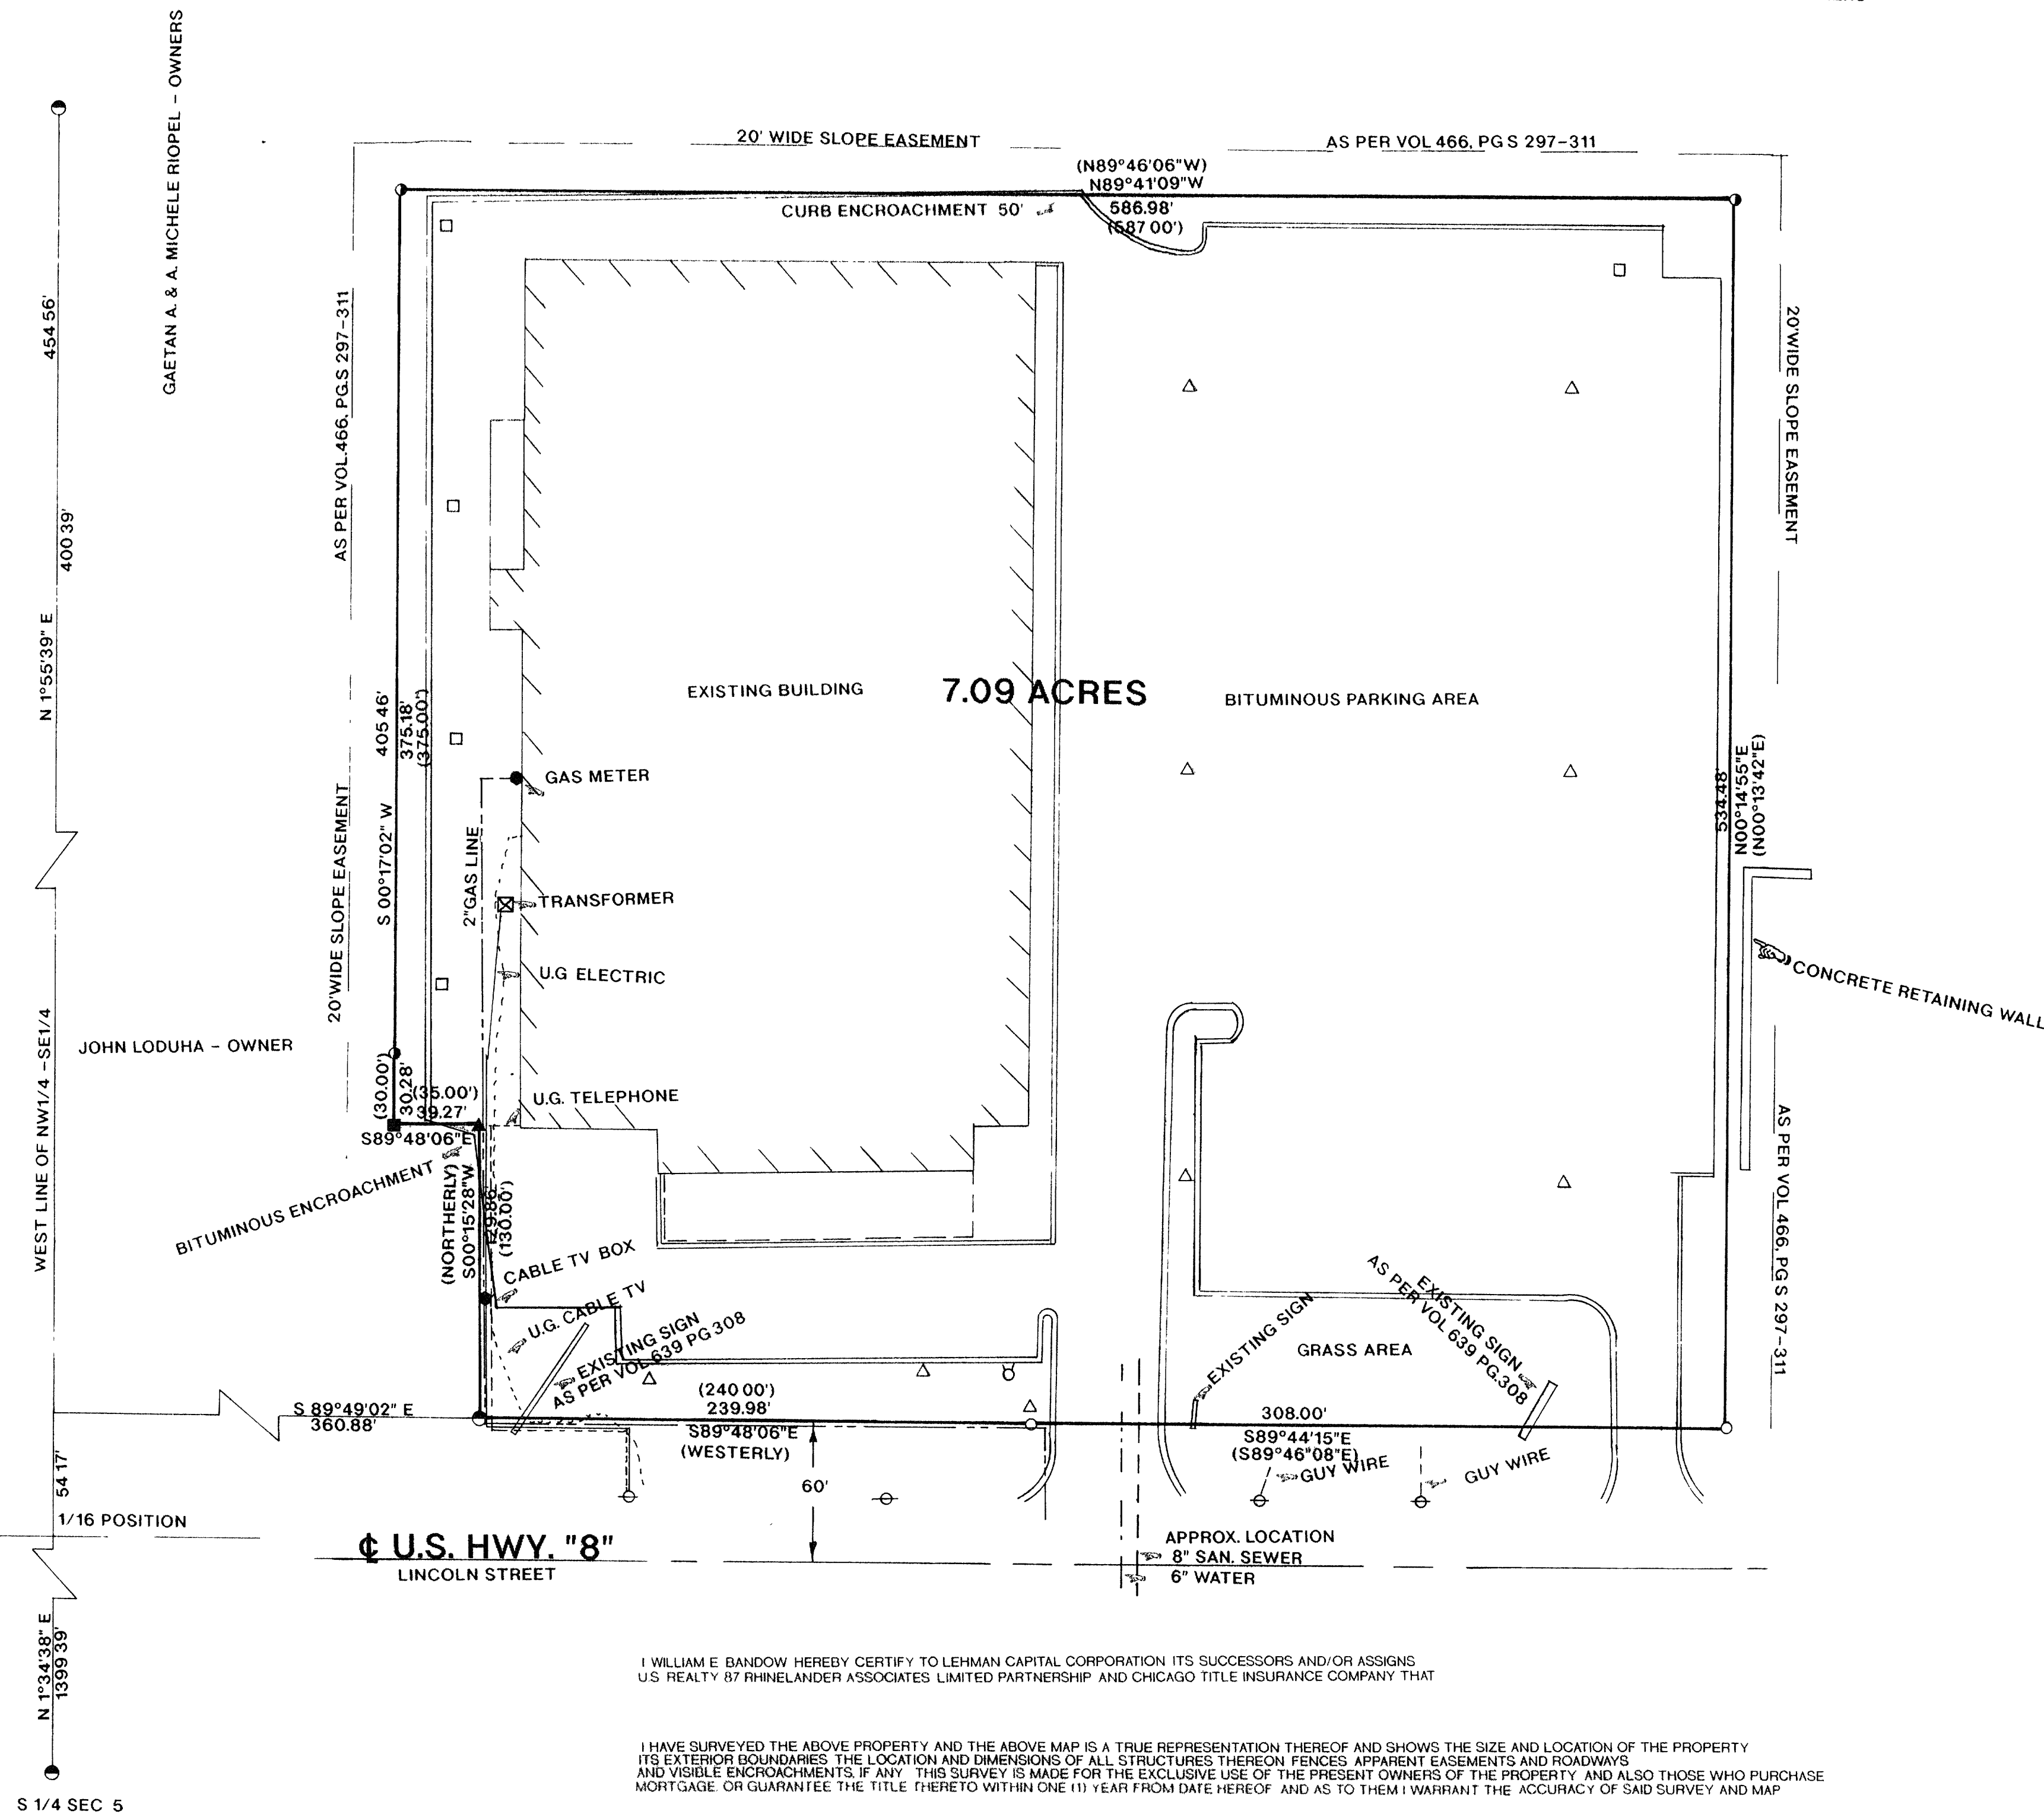 GAETAN A. & A. MICHELE RIOPEL - OWNERS
20' WIDE SLOPE EASEMENT
AS PER VOL 466, PG S 297-311
(N89°46'06"W)
N89°41'09"W
586.98'
(587 00')
CURB ENCROACHMENT 50'
454 56'
400 39'
N 1°55'39" E
WEST LINE OF NW1/4 -SE1/4
AS PER VOL.466, PG.S 297-311
20'WIDE SLOPE EASEMENT
405 46'
375.18'
(375.00')
S 00°17'02" W
20'WIDE SLOPE EASEMENT
EXISTING BUILDING
7.09 ACRES
BITUMINOUS PARKING AREA
534.48'
N00°14'55"E
(N00°13'42"E)
GAS METER
2"GAS LINE
TRANSFORMER
U.G ELECTRIC
U.G. TELEPHONE
CONCRETE RETAINING WALL
JOHN LODUHA - OWNER
(30.00')
30.28'
(35.00')
39.27'
S89°48'06"E
BITUMINOUS ENCROACHMENT
(NORTHERLY)
S00°15'28"W
129.86'
(130.00')
AS PER VOL 466, PG S 297-311
CABLE TV BOX
U.G. CABLE TV
EXISTING SIGN
AS PER VOL 639 PG 308
EXISTING SIGN
GRASS AREA
EXISTING SIGN
AS PER VOL 639 PG.308
S 89°49'02" E
360.88'
(240 00')
239.98'
S89°48'06"E
(WESTERLY)
308.00'
S89°44'15"E
(S89°46"08"E)
GUY WIRE
GUY WIRE
60'
54 17'
1/16 POSITION
℄ U.S. HWY. "8"
LINCOLN STREET
APPROX. LOCATION
8" SAN. SEWER
6" WATER
N 1°34'38" E
1399 39'
S 1/4 SEC 5
I WILLIAM E BANDOW HEREBY CERTIFY TO LEHMAN CAPITAL CORPORATION ITS SUCCESSORS AND/OR ASSIGNS
U.S REALTY 87 RHINELANDER ASSOCIATES LIMITED PARTNERSHIP AND CHICAGO TITLE INSURANCE COMPANY THAT
I HAVE SURVEYED THE ABOVE PROPERTY AND THE ABOVE MAP IS A TRUE REPRESENTATION THEREOF AND SHOWS THE SIZE AND LOCATION OF THE PROPERTY
ITS EXTERIOR BOUNDARIES THE LOCATION AND DIMENSIONS OF ALL STRUCTURES THEREON FENCES APPARENT EASEMENTS AND ROADWAYS
AND VISIBLE ENCROACHMENTS, IF ANY THIS SURVEY IS MADE FOR THE EXCLUSIVE USE OF THE PRESENT OWNERS OF THE PROPERTY AND ALSO THOSE WHO PURCHASE
MORTGAGE. OR GUARANTEE THE TITLE THERETO WITHIN ONE (1) YEAR FROM DATE HEREOF AND AS TO THEM I WARRANT THE ACCURACY OF SAID SURVEY AND MAP